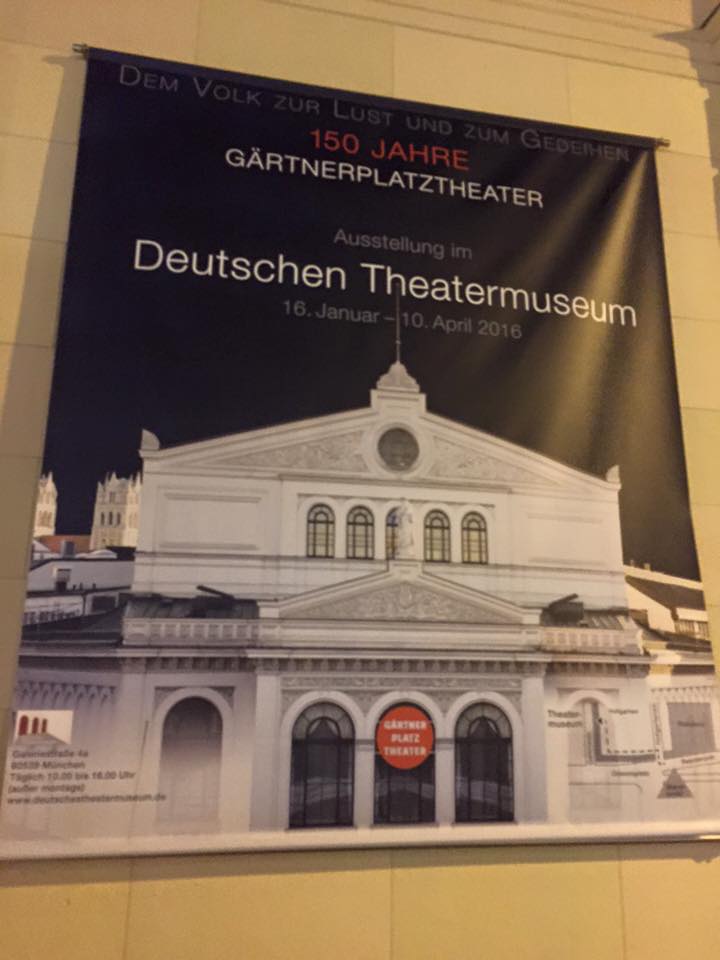 DEM VOLK ZUR LUST UND ZUM GEDEIHEN
150 JAHRE
GÄRTNERPLATZTHEATER
Ausstellung im
Deutschen Theatermuseum
16. Januar – 10. April 2016
GÄRTNER
PLATZ
THEATER
Galeriestraße 4a
80539 München
Täglich 10.00 bis 16.00 Uhr
(außer montags)
www.deutschestheatermuseum.de
Theater-
museum
Hofgarten
Odeonsplatz